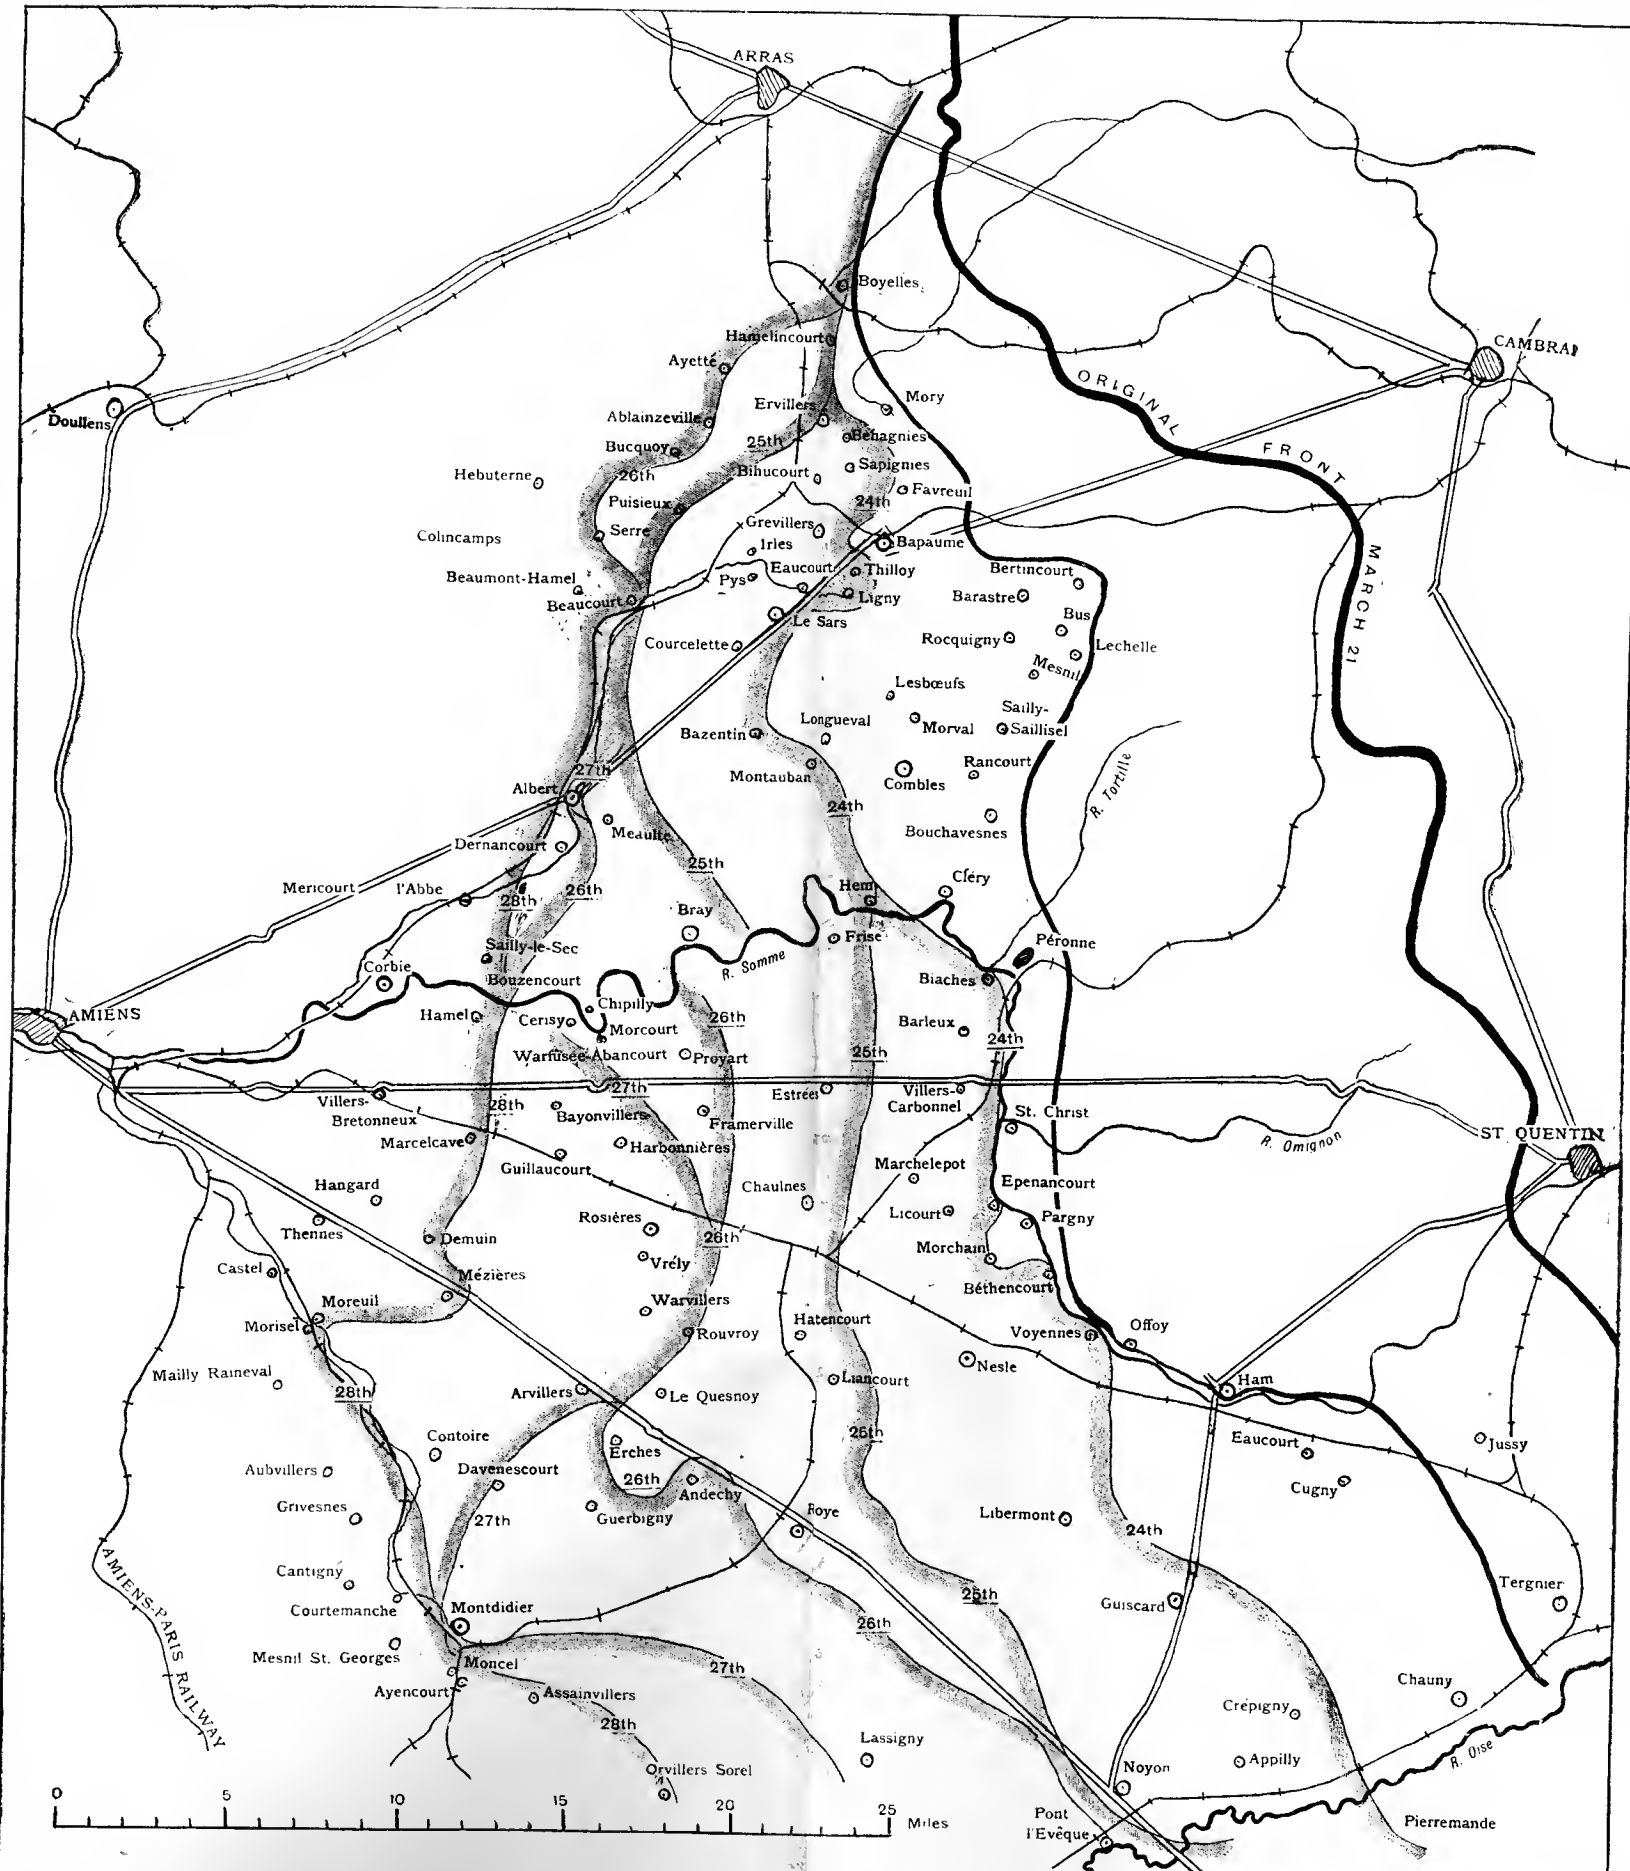 ARRAS
Boyelles
Hamelincourt
CAMBRAI
Ayette
ORIGINAL FRONT MARCH 21
Mory
Ervillers
Doullens
Ablainzeville
Behagnies
25th
Bucquoy
Sapignies
Hebuterne
26th
Bihucourt
Favreuil
Puisieux
24th
Grevillers
Serre
Colincamps
Irles
Bapaume
Eaucourt
Thilloy
Bertincourt
Beaumont-Hamel
Pys
Barastre
Beaucourt
Ligny
Bus
Le Sars
Courcelette
Rocquigny
Lechelle
Mesnil
Lesbœufs
Sailly-
Saillisel
Longueval
Morval
Bazentin
Rancourt
27th
Montauban
Combles
R. Tortille
Albert
24th
Meaulte
Bouchavesnes
Dernancourt
25th
Mericourt l'Abbe
26th
Hem
Cléry
28th
Bray
Frise
Péronne
Sailly-le-Sec
R. Somme
Corbie
Bouzencourt
Biaches
Chipilly
AMIENS
Hamel
Cerisy
26th
Morcourt
Barleux
24th
Warfusée-Abancourt
Proyart
25th
27th
Villers-
Bretonneux
Estrées
Villers-
Carbonnel
28th
Bayonvillers
Framerville
St. Christ
ST QUENTIN
Marcelcave
Harbonnières
R. Omignon
Guillaucourt
Marchelepot
Hangard
Chaulnes
Epenancourt
Thennes
Rosières
Licourt
Pargny
Demuin
26th
Morchain
Castel
Vrély
Mézières
Béthencourt
Moreuil
Warvillers
Hatencourt
Morisel
Rouvroy
Voyennes
Offoy
Mailly Raineval
Nesle
28th
Arvillers
Le Quesnoy
Liancourt
Ham
Contoire
25th
Erches
Eaucourt
Jussy
Aubvillers
Davenescourt
26th
Andechy
Cugny
Grivesnes
27th
Guerbigny
Roye
Libermont
24th
Cantigny
AMIENS-PARIS RAILWAY
Tergnier
Courtemanche
Montdidier
25th
Guiscard
26th
Mesnil St. Georges
Moncel
27th
Ayencourt
Assainvillers
Chauny
28th
Crépigny
Lassigny
Appilly
R. Oise
Orvillers Sorel
Noyon
Pont
l'Evêque
Pierremande
0 5 10 15 20 25 Miles